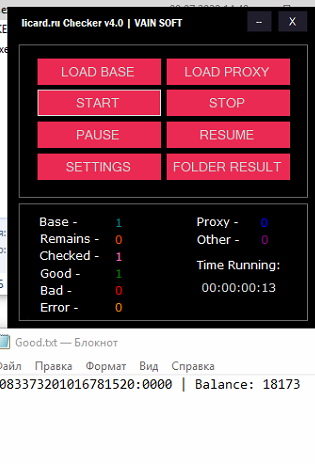 licard.ru Checker v4.0 | VAIN SOFT
--
X
LOAD BASE
LOAD PROXY
START
STOP
PAUSE
RESUME
SETTINGS
FOLDER RESULT
Base - 1
Remains - 0
Checked - 1
Good - 1
Bad - 0
Error - 0
Proxy - 0
Other - 0
Time Running:
00:00:00:13
Good.txt — Блокнот
Файл Правка Формат Вид Справка
083373201016781520:0000 | Balance: 18173